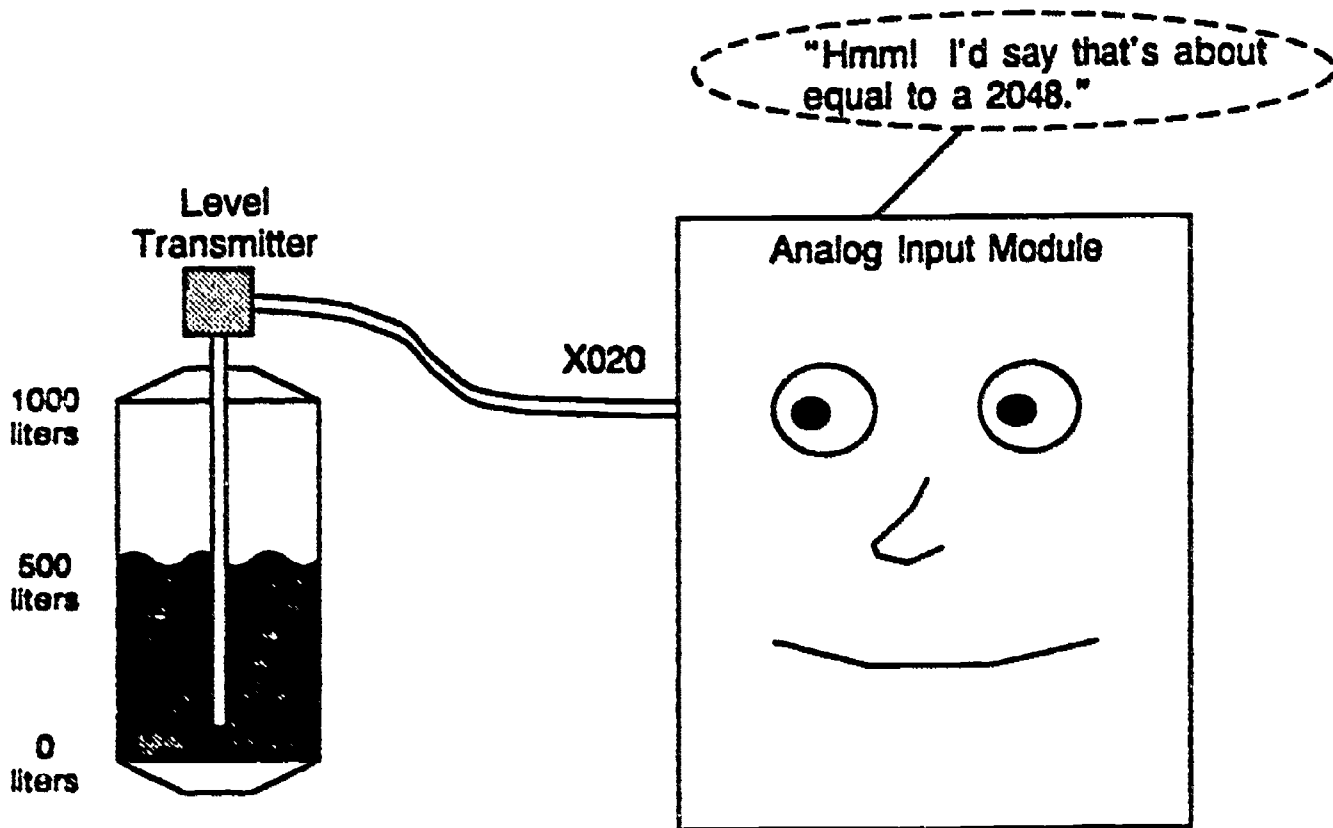 "Hmm! I'd say that's about
equal to a 2048."
Level
Transmitter
Analog Input Module
X020
1000
liters
500
liters
0
liters